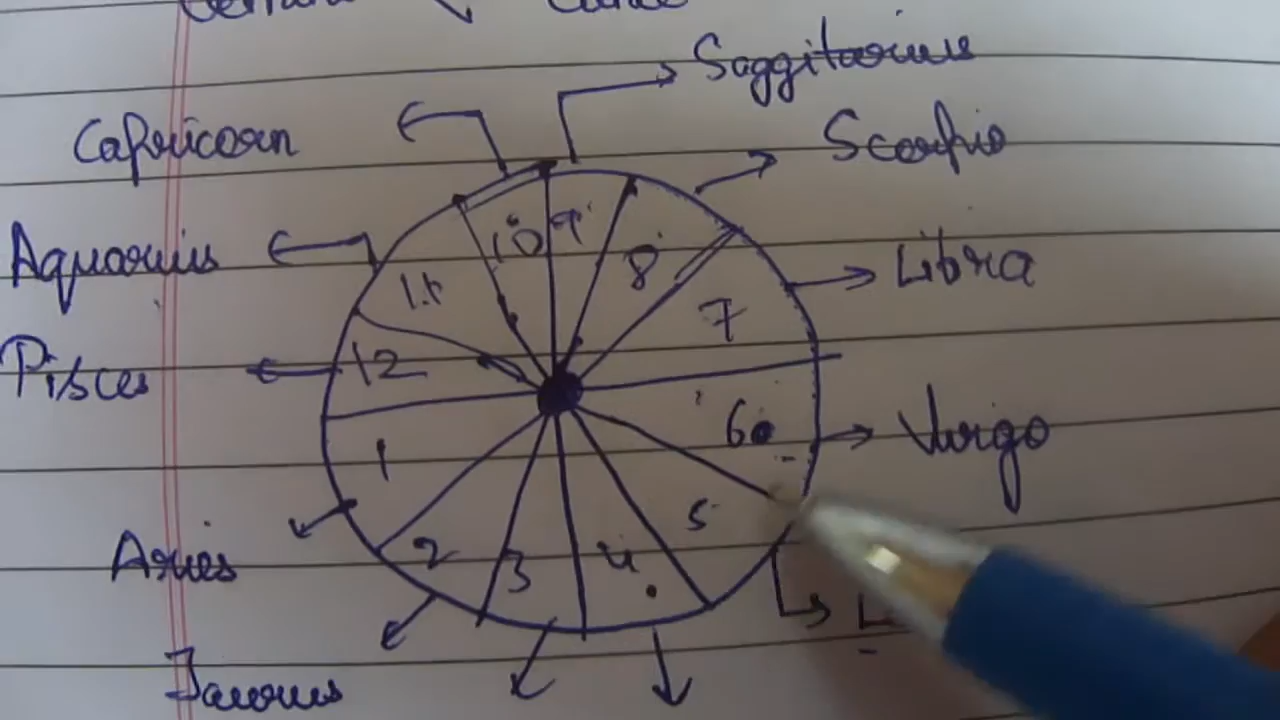 Saggitarius
Capricorn
Scorpio
10 9
Aquarius
8
Libra
11
7
Pisces
12
6
Virgo
1
5
Aries
2
3
4
Taurus